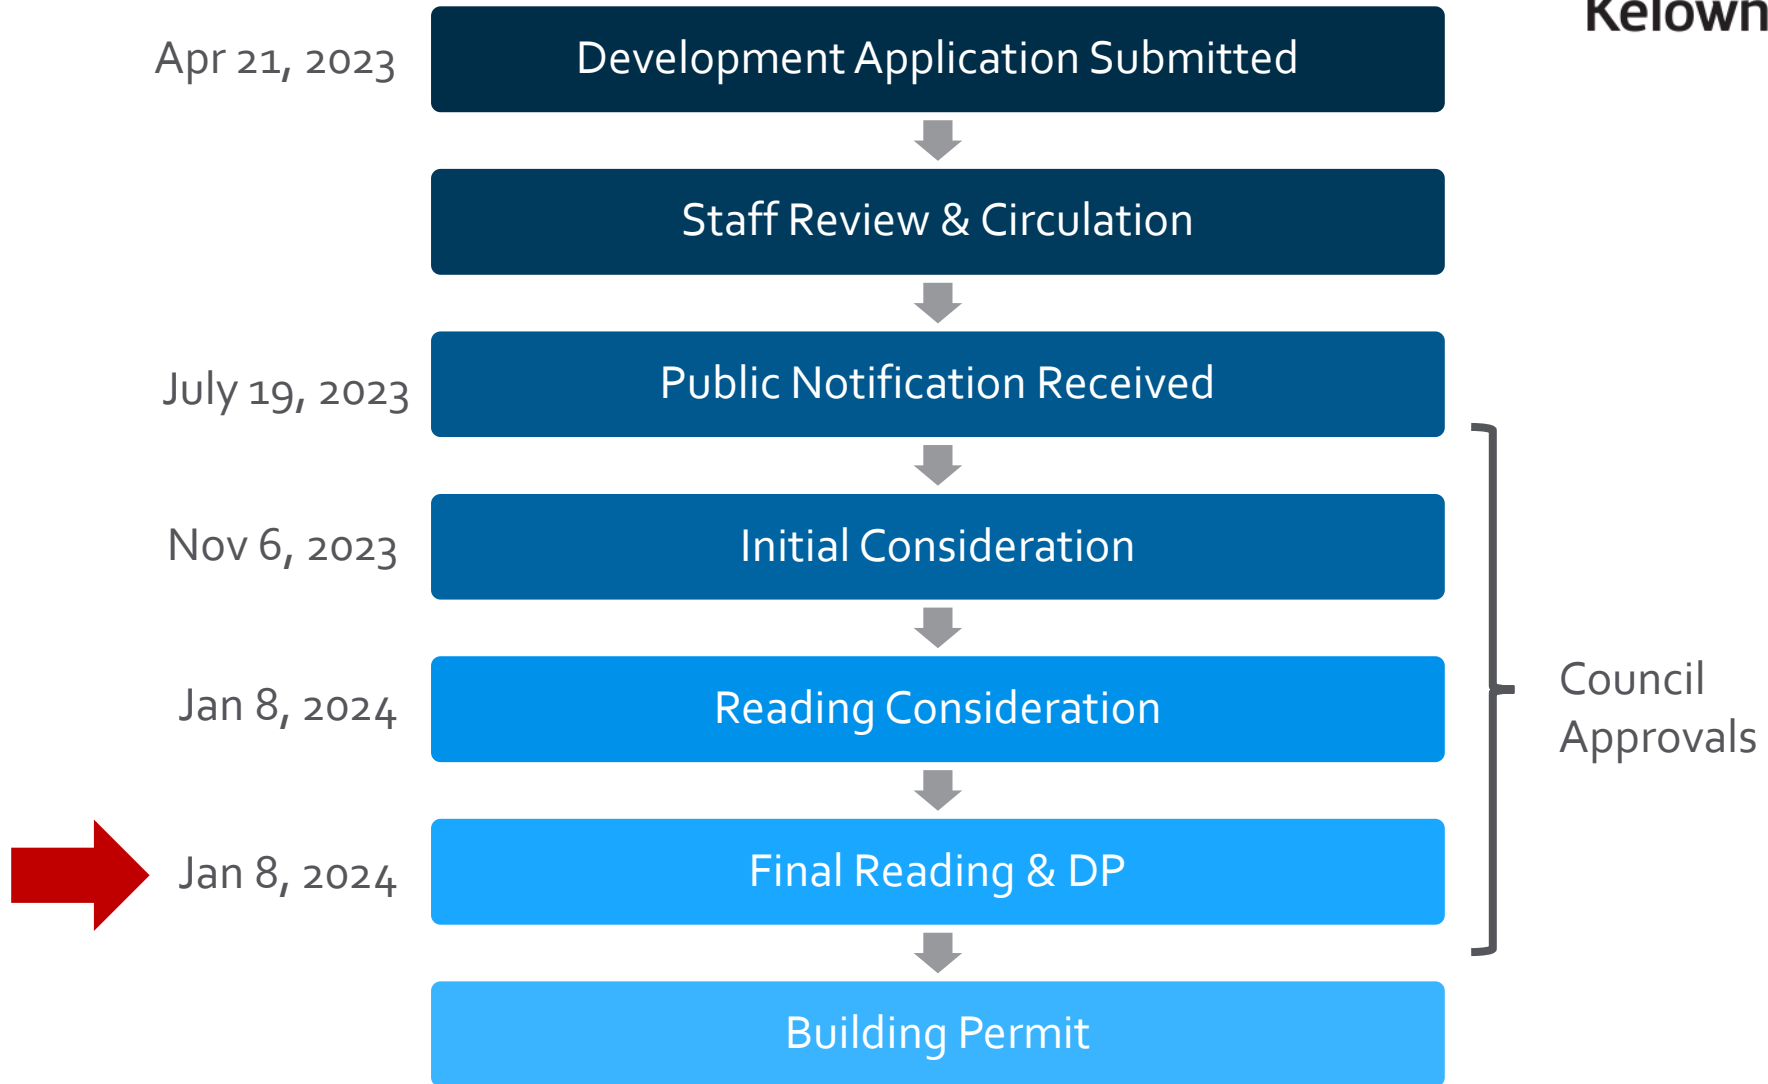 Kelown
Apr 21, 2023
Development Application Submitted
Staff Review & Circulation
July 19, 2023
Public Notification Received
Nov 6, 2023
Initial Consideration
Jan 8, 2024
Reading Consideration
Council
Approvals
Jan 8, 2024
Final Reading & DP
Building Permit